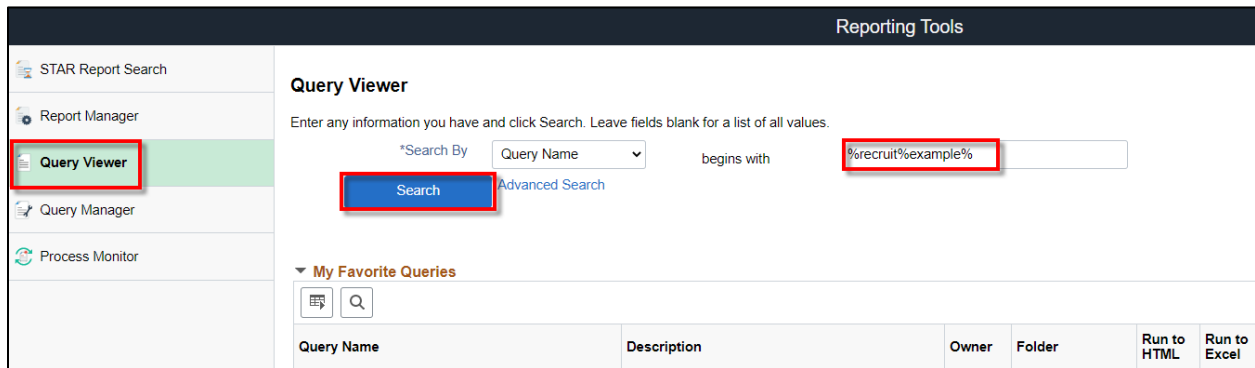 Reporting Tools
STAR Report Search
Report Manager
Query Viewer
Query Manager
Process Monitor
Query Viewer
Enter any information you have and click Search. Leave fields blank for a list of all values.
*Search By Query Name begins with %recruit%example%
Search Advanced Search
My Favorite Queries
Query Name Description Owner Folder Run to HTML Run to Excel